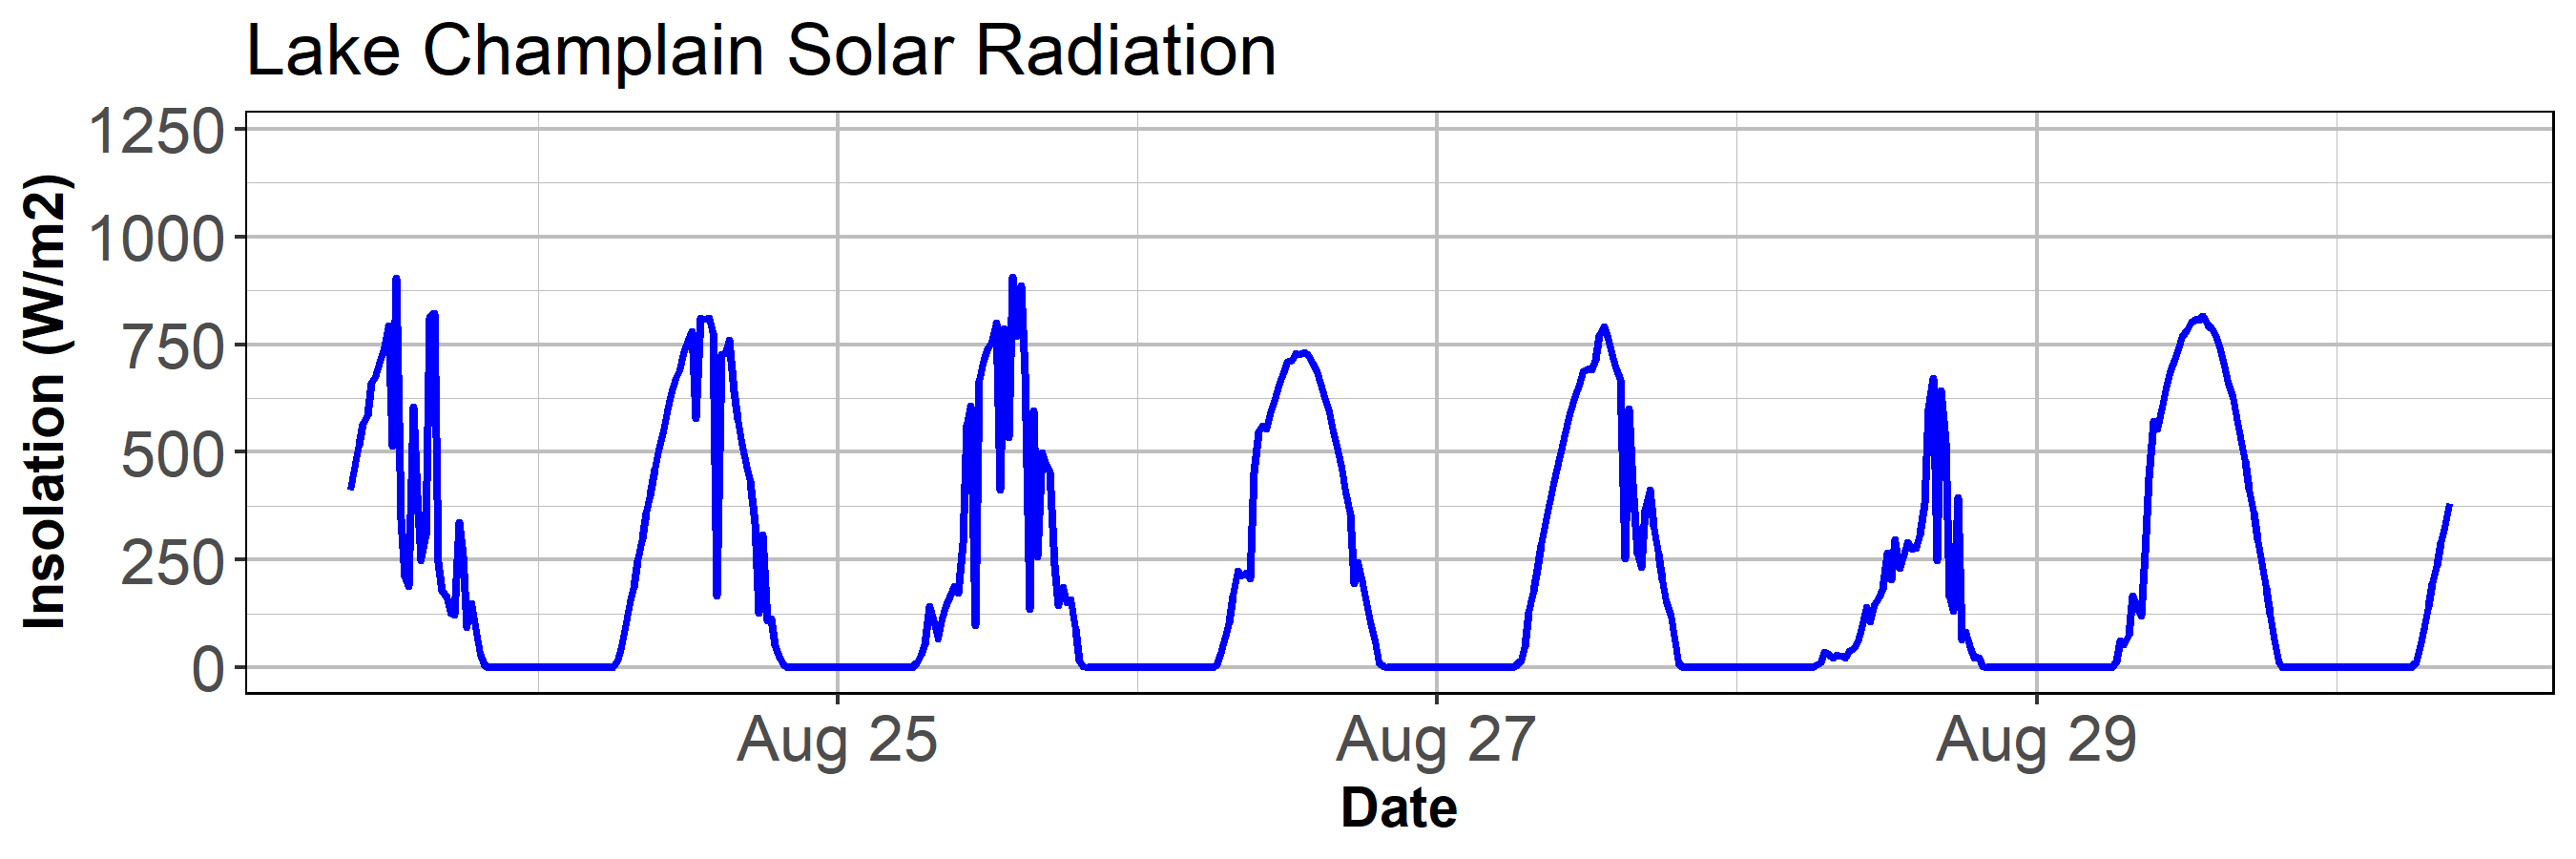 Lake Champlain Solar Radiation
Insolation (W/m2)
1250
1000
750
500
250
0
Aug 25 Aug 27 Aug 29
Date